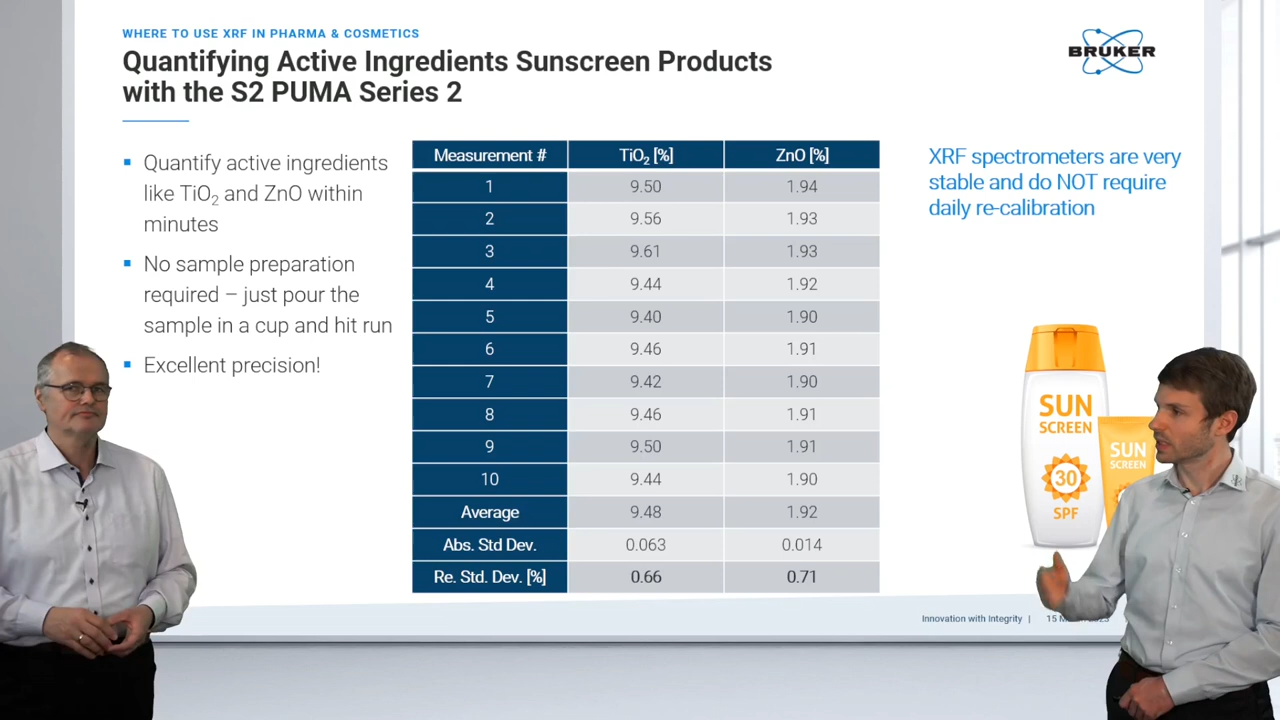 WHERE TO USE XRF IN PHARMA & COSMETICS
Quantifying Active Ingredients Sunscreen Products
with the S2 PUMA Series 2
BRUKER
▪ Quantify active ingredients
like TiO₂ and ZnO within
minutes
▪ No sample preparation
required – just pour the
sample in a cup and hit run
▪ Excellent precision!
Measurement # TiO₂ [%] ZnO [%]
1 9.50 1.94
2 9.56 1.93
3 9.61 1.93
4 9.44 1.92
5 9.40 1.90
6 9.46 1.91
7 9.42 1.90
8 9.46 1.91
9 9.50 1.91
10 9.44 1.90
Average 9.48 1.92
Abs. Std Dev. 0.063 0.014
Re. Std. Dev. [%] 0.66 0.71
XRF spectrometers are very
stable and do NOT require
daily re-calibration
SUN
SCREEN
30
SPF
SUN
SCREEN
Innovation with Integrity | 15